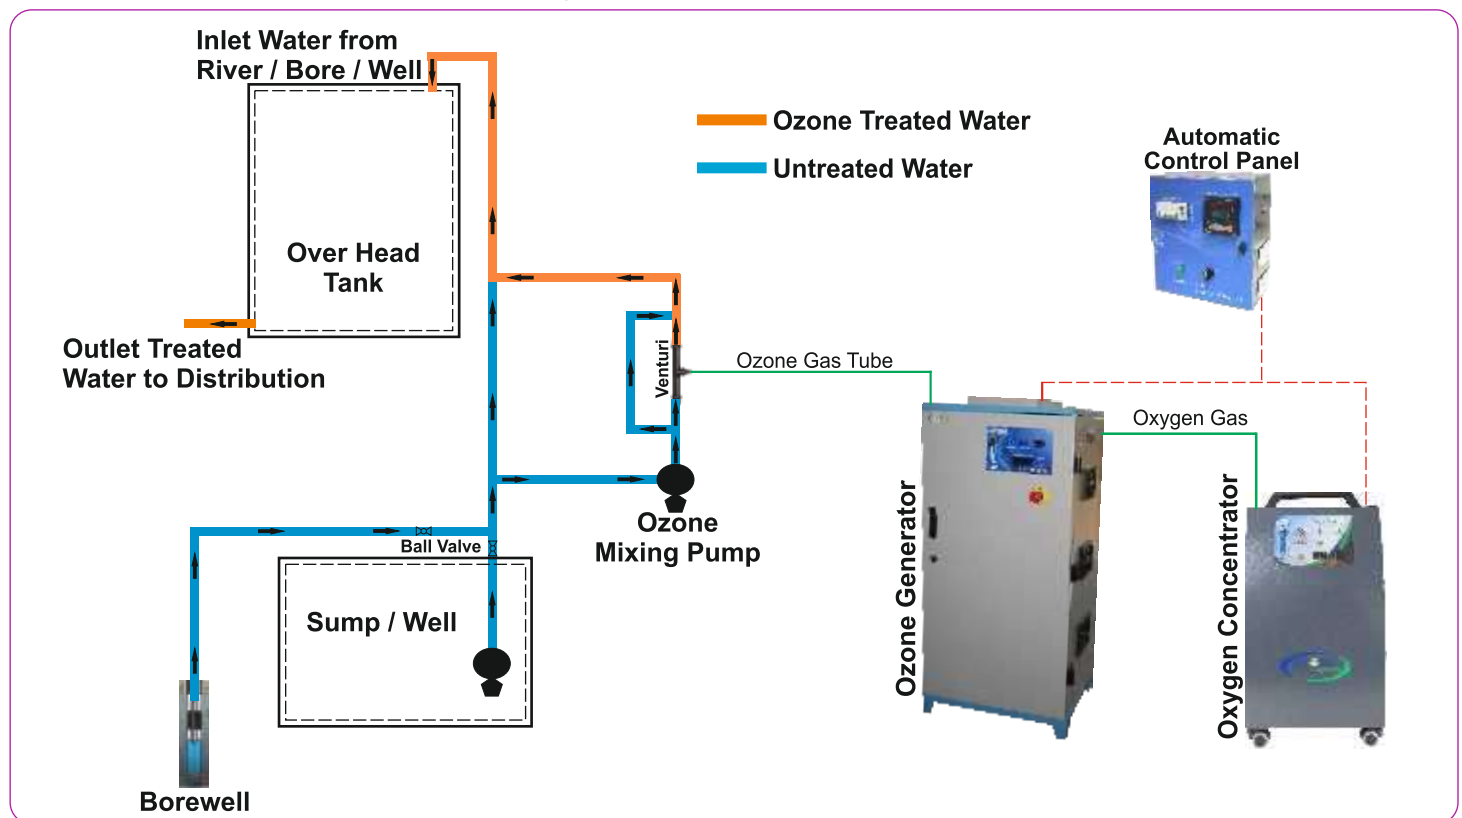 Inlet Water from
River / Bore / Well
Ozone Treated Water
Untreated Water
Automatic
Control Panel
Over Head
Tank
Outlet Treated
Water to Distribution
Venturi
Ozone Gas Tube
Oxygen Gas
Ozone
Mixing Pump
Ball Valve
Sump / Well
Borewell
Ozone Generator
Oxygen Concentrator